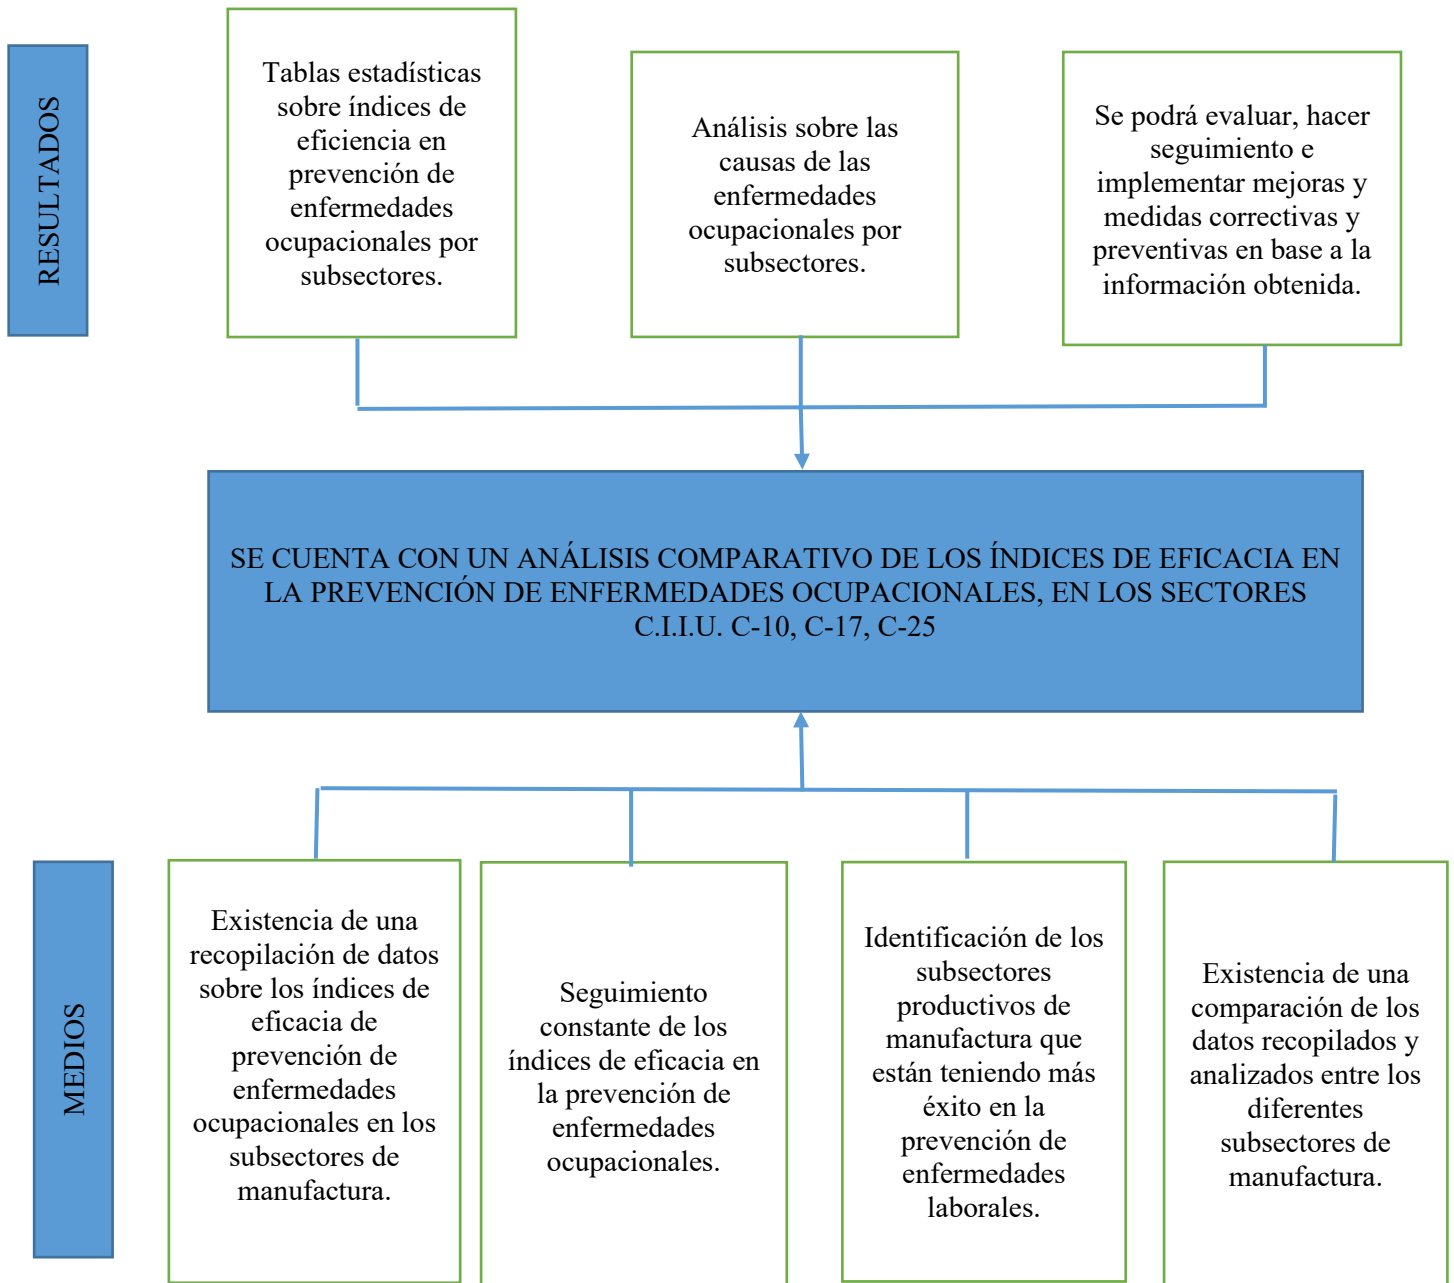 RESULTADOS
Tablas estadísticas
sobre índices de
eficiencia en
prevención de
enfermedades
ocupacionales por
subsectores.
Análisis sobre las
causas de las
enfermedades
ocupacionales por
subsectores.
Se podrá evaluar, hacer
seguimiento e
implementar mejoras y
medidas correctivas y
preventivas en base a la
información obtenida.
SE CUENTA CON UN ANÁLISIS COMPARATIVO DE LOS ÍNDICES DE EFICACIA EN
LA PREVENCIÓN DE ENFERMEDADES OCUPACIONALES, EN LOS SECTORES
C.I.I.U. C-10, C-17, C-25
MEDIOS
Existencia de una
recopilación de datos
sobre los índices de
eficacia de
prevención de
enfermedades
ocupacionales en los
subsectores de
manufactura.
Seguimiento
constante de los
índices de eficacia en
la prevención de
enfermedades
ocupacionales.
Identificación de los
subsectores
productivos de
manufactura que
están teniendo más
éxito en la
prevención de
enfermedades
laborales.
Existencia de una
comparación de los
datos recopilados y
analizados entre los
diferentes
subsectores de
manufactura.